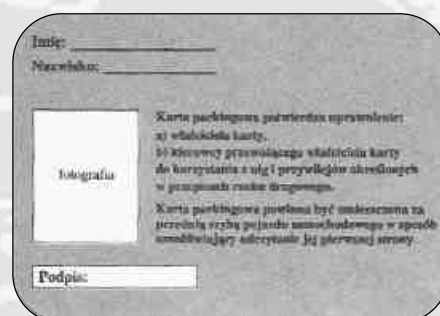 Imię:
Nazwisko:
fotografia
Karta parkingowa potwierdza uprawnienie:
a) właściciela karty,
b) kierowcy przewożącego właściciela karty
do korzystania z ulg i przywilejów określonych
w przepisach ruchu drogowego.
Karta parkingowa powinna być umieszczona za
przednią szybą pojazdu samochodowego w sposób
umożliwiający odczytanie jej pierwszej strony
Podpis: